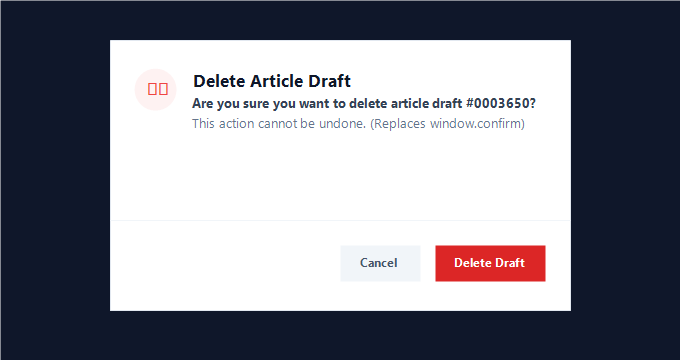 Delete Article Draft
Are you sure you want to delete article draft #0003650?
This action cannot be undone. (Replaces window.confirm)
Cancel
Delete Draft